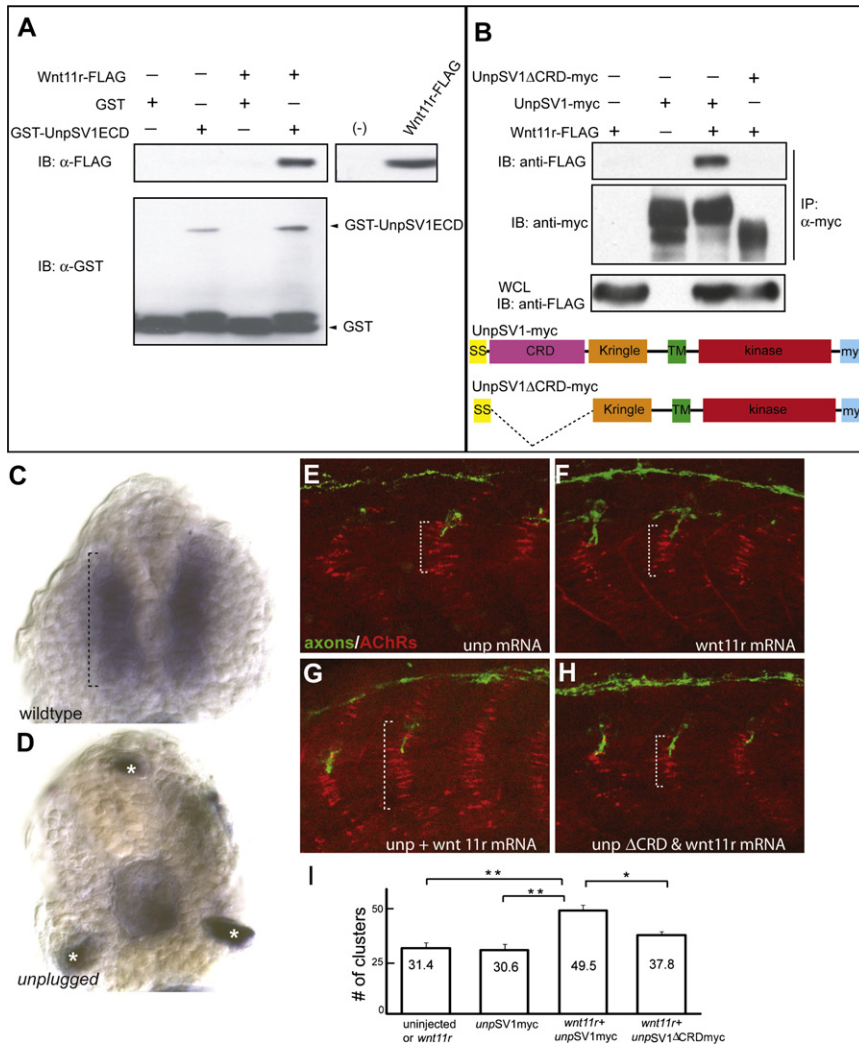 A
Wnt11r-FLAG – – + +
GST + – + –
GST-UnpSV1ECD – + – +
(-) Wnt11r-FLAG
IB: α-FLAG
GST-UnpSV1ECD
IB: α-GST
GST
B
UnpSV1ΔCRD-myc – – – +
UnpSV1-myc – + + –
Wnt11r-FLAG + – + +
IB: anti-FLAG
IB: anti-myc
IP:
α-myc
WCL
IB: anti-FLAG
UnpSV1-myc
SS CRD Kringle TM kinase my
UnpSV1ΔCRD-myc
SS Kringle TM kinase my
C
wildtype
D
*
*
*
unplugged
E
axons/AChRs
unp mRNA
F
wnt11r mRNA
G
unp + wnt 11r mRNA
H
unp ΔCRD & wnt11r mRNA
I
** ** *
# of clusters
50
25
0
31.4 30.6 49.5 37.8
uninjected
or wnt11r
unpSV1myc
wnt11r+
unpSV1myc
wnt11r+
unpSV1ΔCRDmyc